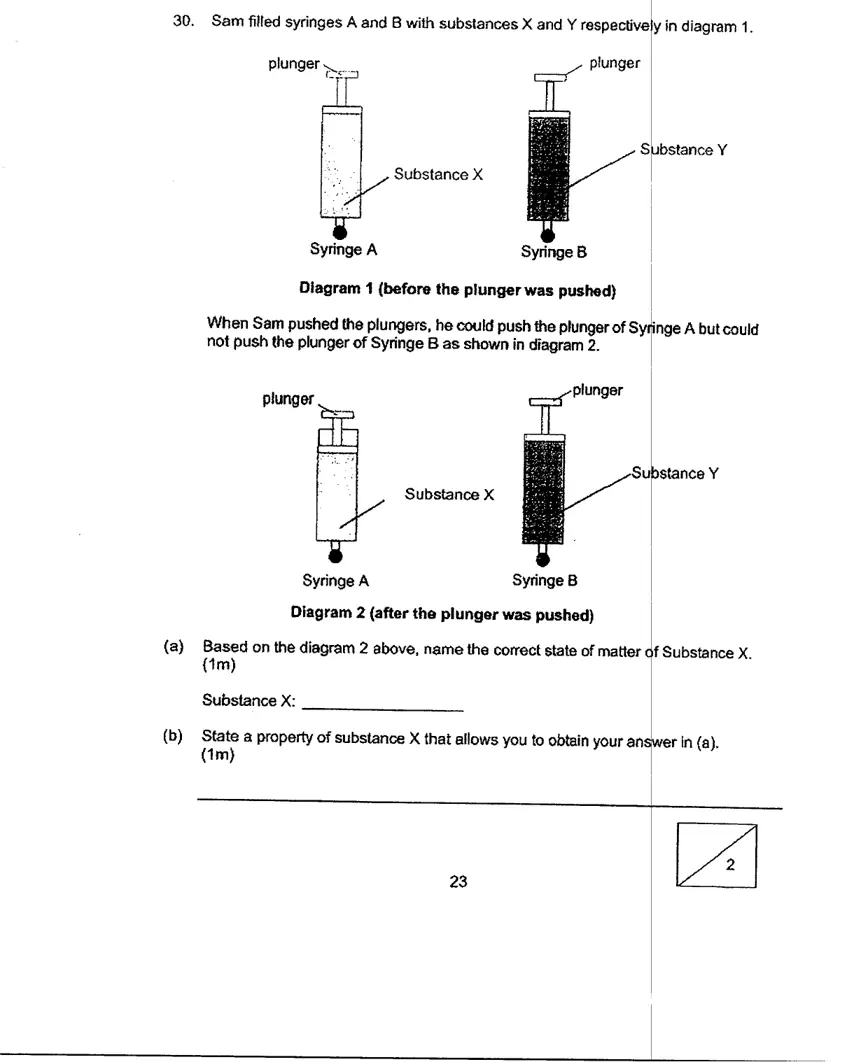 30. Sam filled syringes A and B with substances X and Y respectively in diagram 1.
plunger
plunger
Substance Y
Substance X
Syringe A
Syringe B
Diagram 1 (before the plunger was pushed)
When Sam pushed the plungers, he could push the plunger of Syringe A but could
not push the plunger of Syringe B as shown in diagram 2.
plunger
plunger
Substance Y
Substance X
Syringe A
Syringe B
Diagram 2 (after the plunger was pushed)
(a) Based on the diagram 2 above, name the correct state of matter of Substance X.
(1m)
Substance X:
(b) State a property of substance X that allows you to obtain your answer in (a).
(1m)
2
23